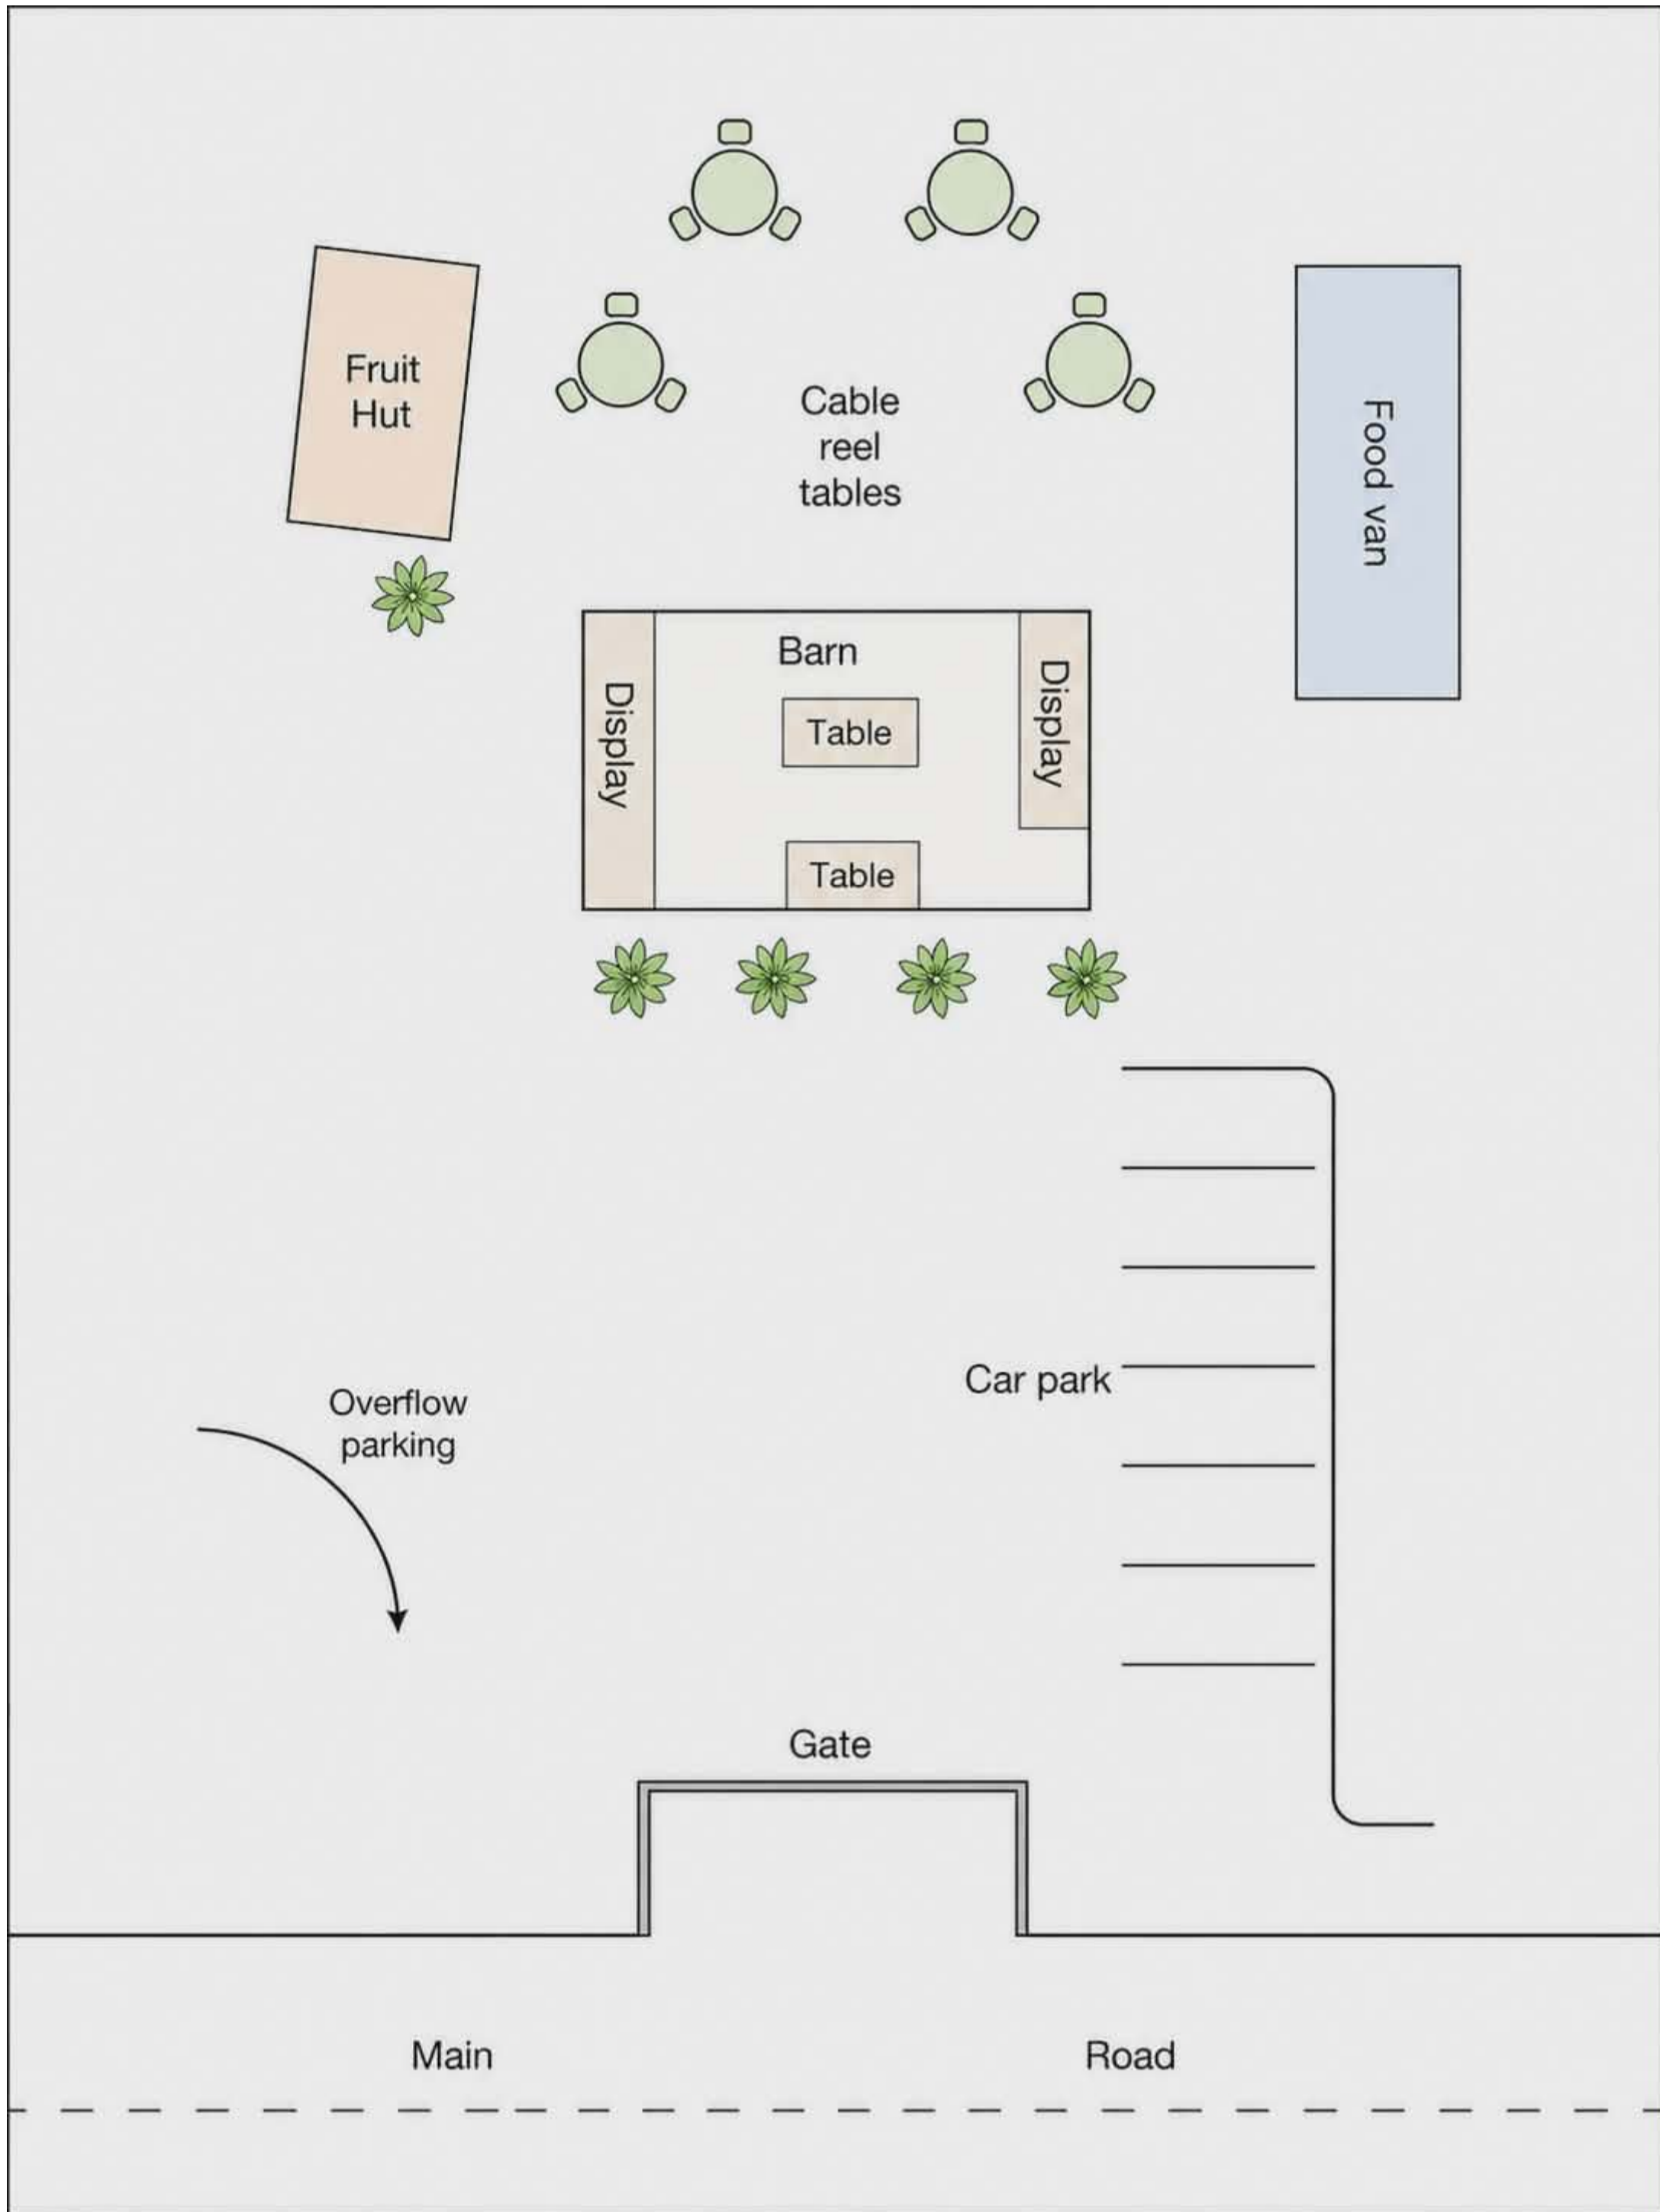 Fruit
Hut
Cable
reel
tables
Food van
Barn
Display
Table
Display
Table
Car park
Overflow
parking
Gate
Main Road